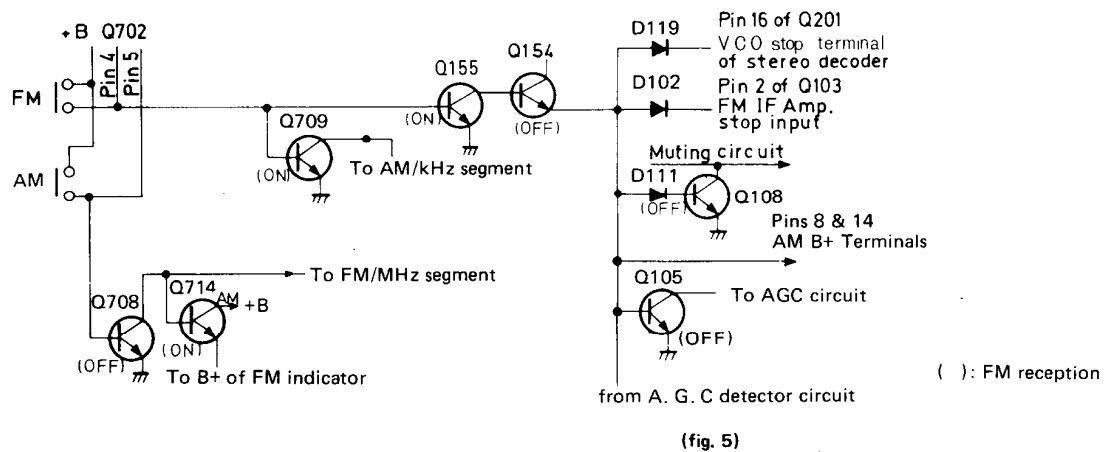 +B Q702
Pin 4
Pin 5
FM
AM
Q709
(ON)
To AM/kHz segment
Q155
(ON)
Q154
(OFF)
D119
Pin 16 of Q201
VCO stop terminal
of stereo decoder
D102
Pin 2 of Q103
FM IF Amp.
stop input
Muting circuit
D111
(OFF)
Q108
Pins 8 & 14
AM B+ Terminals
Q105
To AGC circuit
(OFF)
from A. G. C detector circuit
To FM/MHz segment
Q708
(OFF)
Q714
(ON)
AM
+B
To B+ of FM indicator
( ): FM reception
(fig. 5)